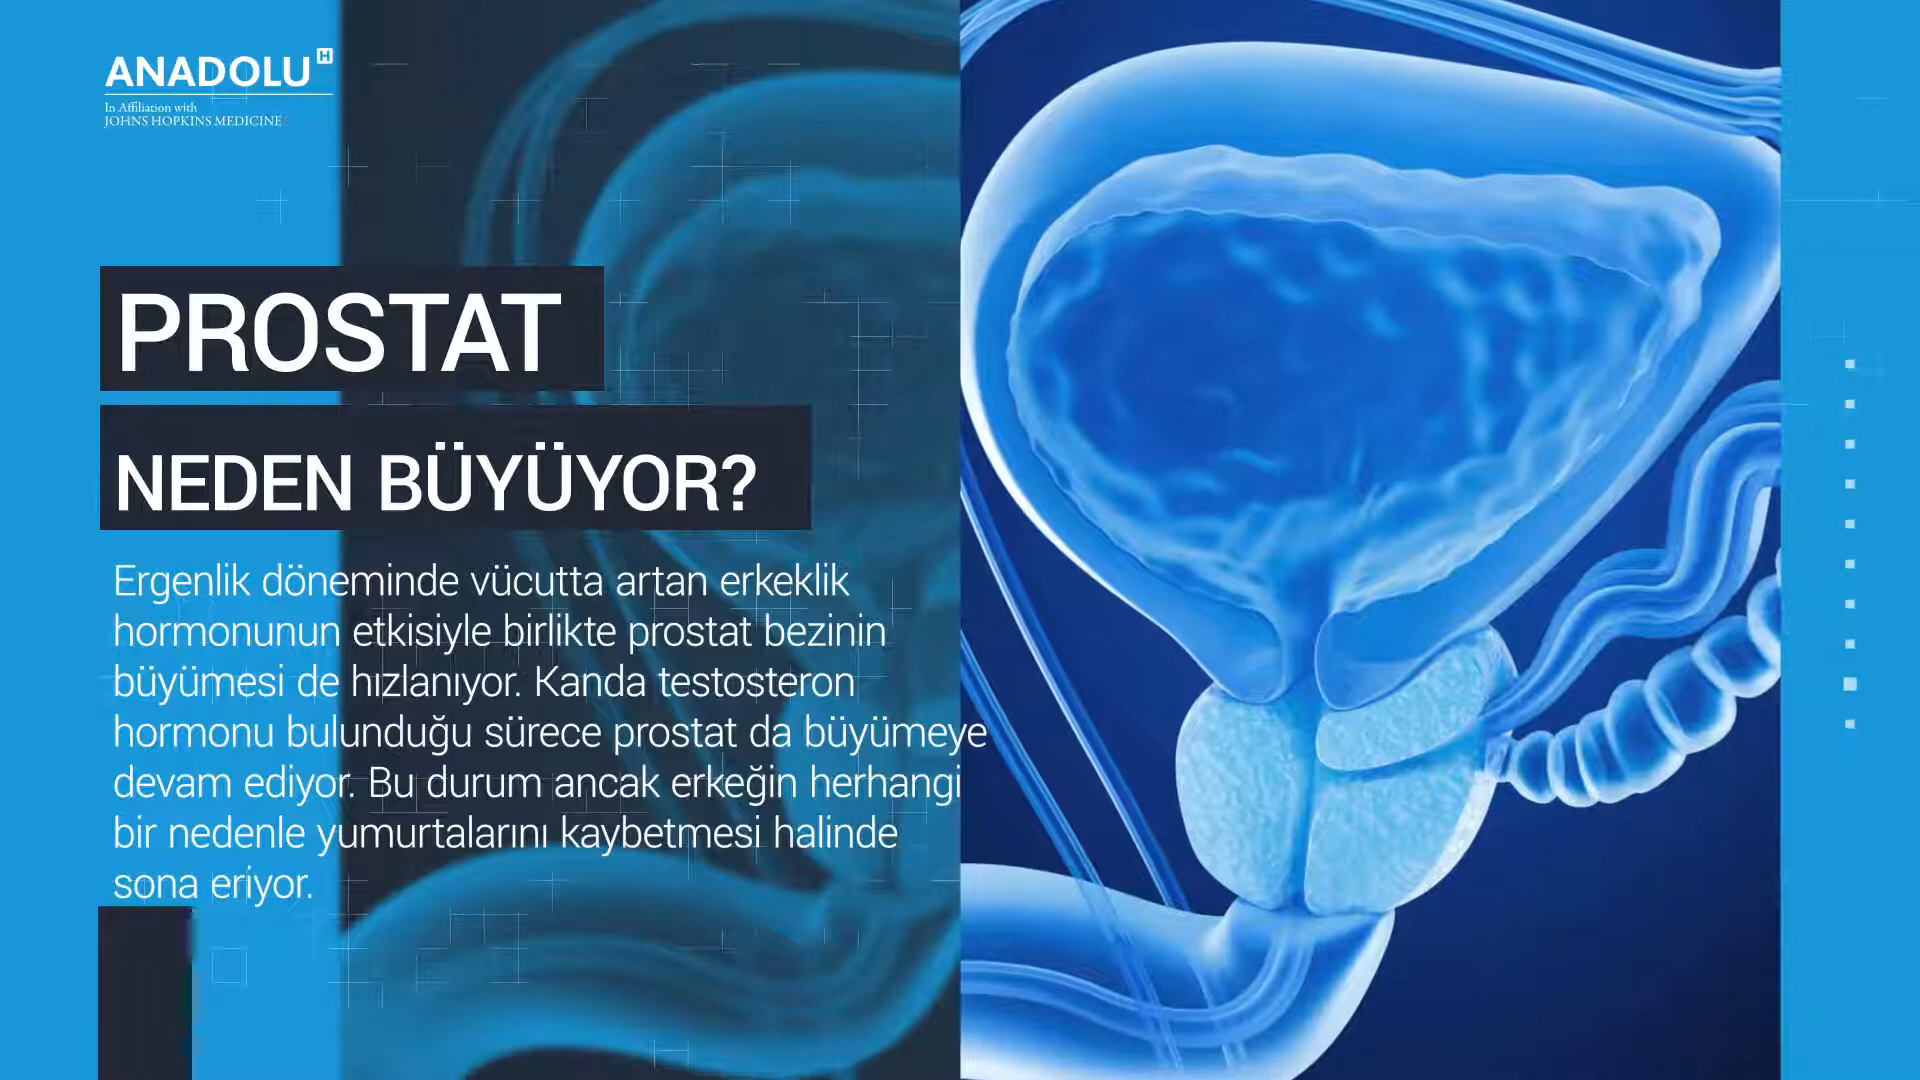 ANADOLU H
In Affiliation with
JOHNS HOPKINS MEDICINE
PROSTAT
NEDEN BÜYÜYOR?
Ergenlik döneminde vücutta artan erkeklik
hormonunun etkisiyle birlikte prostat bezinin
büyümesi de hızlanıyor. Kanda testosteron
hormonu bulunduğu sürece prostat da büyümeye
devam ediyor. Bu durum ancak erkeğin herhangi
bir nedenle yumurtalarını kaybetmesi halinde
sona eriyor.